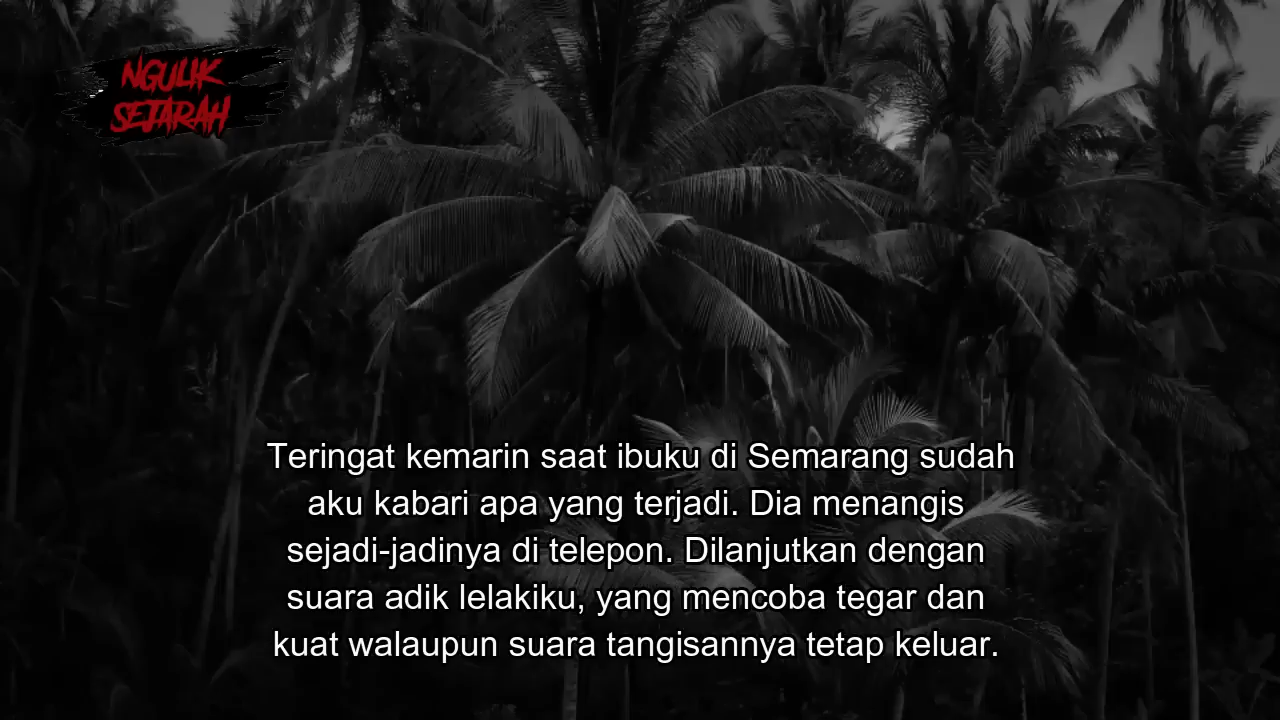 NGULIK
SEJARAH
Teringat kemarin saat ibuku di Semarang sudah
aku kabari apa yang terjadi. Dia menangis
sejadi-jadinya di telepon. Dilanjutkan dengan
suara adik lelakiku, yang mencoba tegar dan
kuat walaupun suara tangisannya tetap keluar.